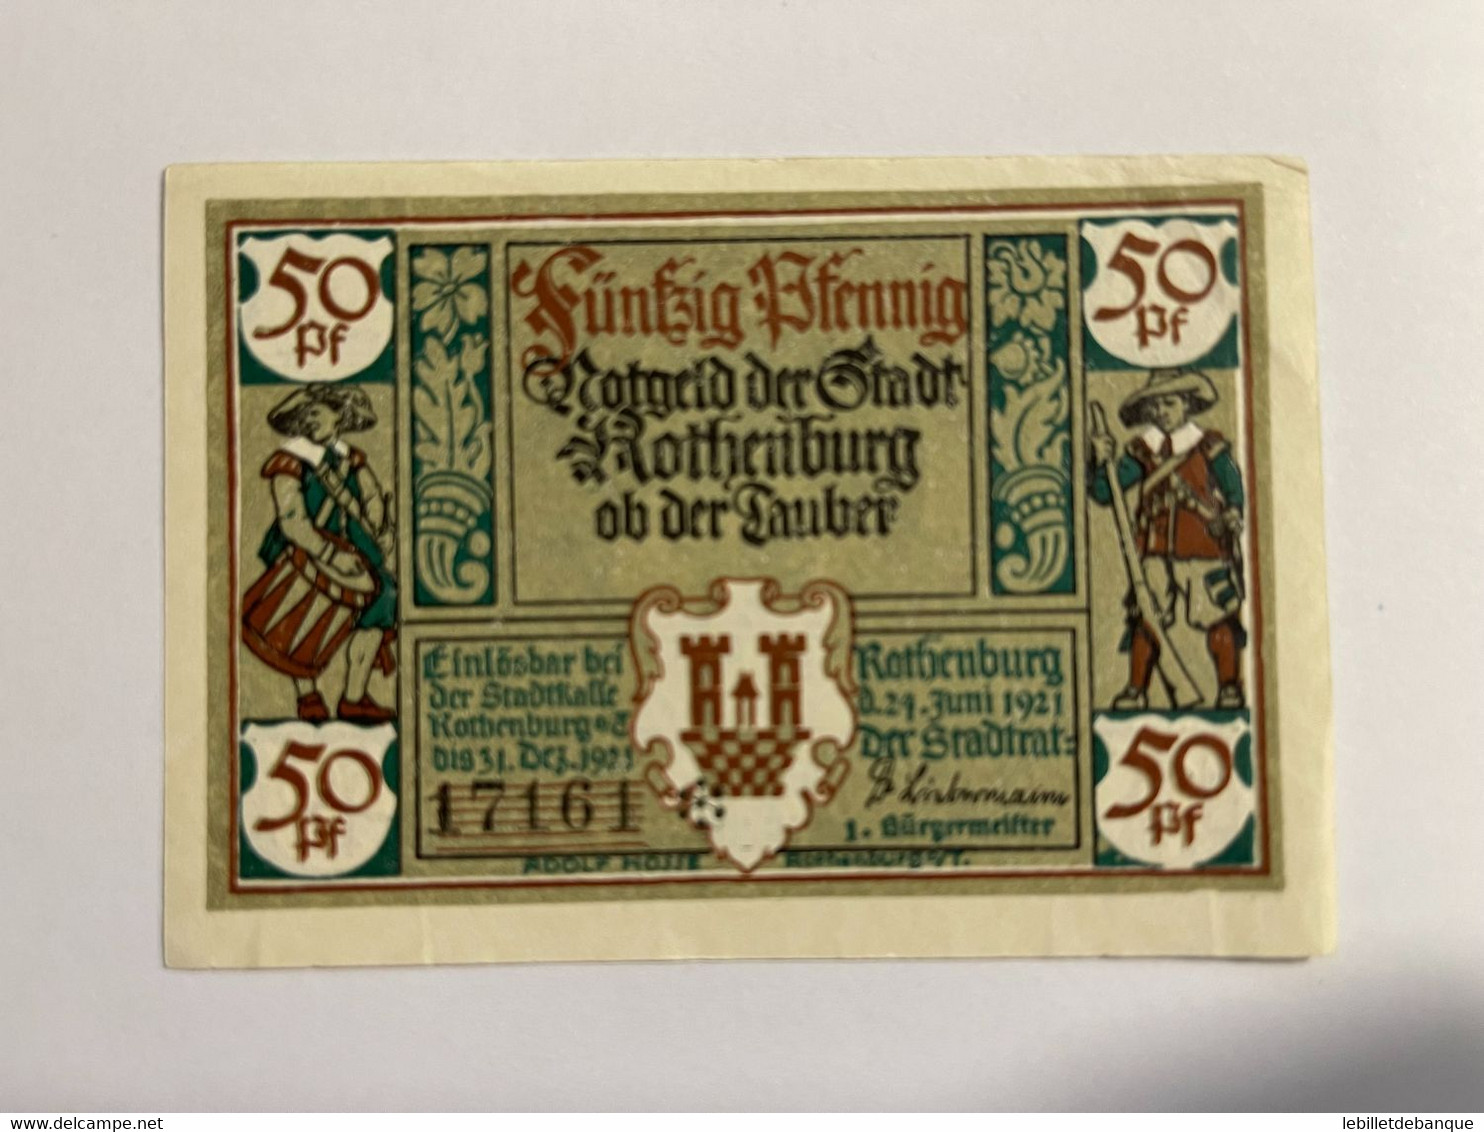 50
Pf
Fünfzig Pfennig
50
Pf
Notgeld der Stadt
Rothenburg
ob der Tauber
Einlösbar bei
der Stadtkasse
Rothenburg o. T.
bis 31. Dez. 1921
17161
Rothenburg
d. 24. Juni 1921
Der Stadtrat:
1. Bürgermeister
50
Pf
50
Pf
ADOLF HOSSE ROTHENBURG o/T.
delcampe.net
lebilletdebanque